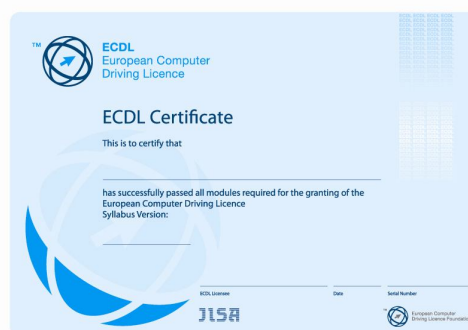 TM
ECDL
European Computer
Driving Licence
ECDL Certificate
This is to certify that
has successfully passed all modules required for the granting of the
European Computer Driving Licence
Syllabus Version:
ECDL Licensee
Date
Serial Number
JLSA
European Computer
Driving Licence Foundation